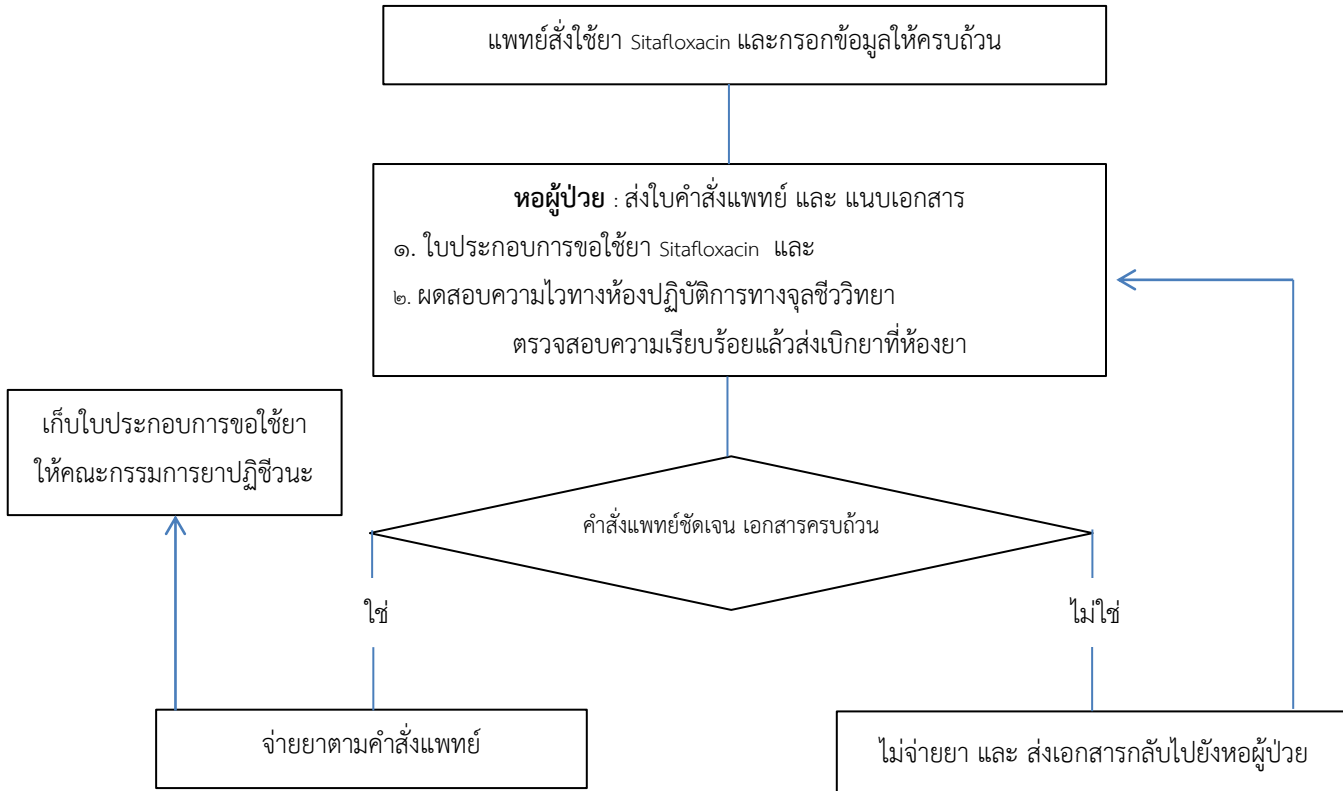 แพทย์สั่งใช้ยา Sitafloxacin และกรอกข้อมูลให้ครบถ้วน
หอผู้ป่วย : ส่งใบคำสั่งแพทย์ และ แนบเอกสาร
๑. ใบประกอบการขอใช้ยา Sitafloxacin และ
๒. ผดสอบความไวทางห้องปฏิบัติการทางจุลชีววิทยา
ตรวจสอบความเรียบร้อยแล้วส่งเบิกยาที่ห้องยา
เก็บใบประกอบการขอใช้ยา
ให้คณะกรรมการยาปฏิชีวนะ
คำสั่งแพทย์ชัดเจน เอกสารครบถ้วน
ใช่
ไม่ใช่
จ่ายยาตามคำสั่งแพทย์
ไม่จ่ายยา และ ส่งเอกสารกลับไปยังหอผู้ป่วย